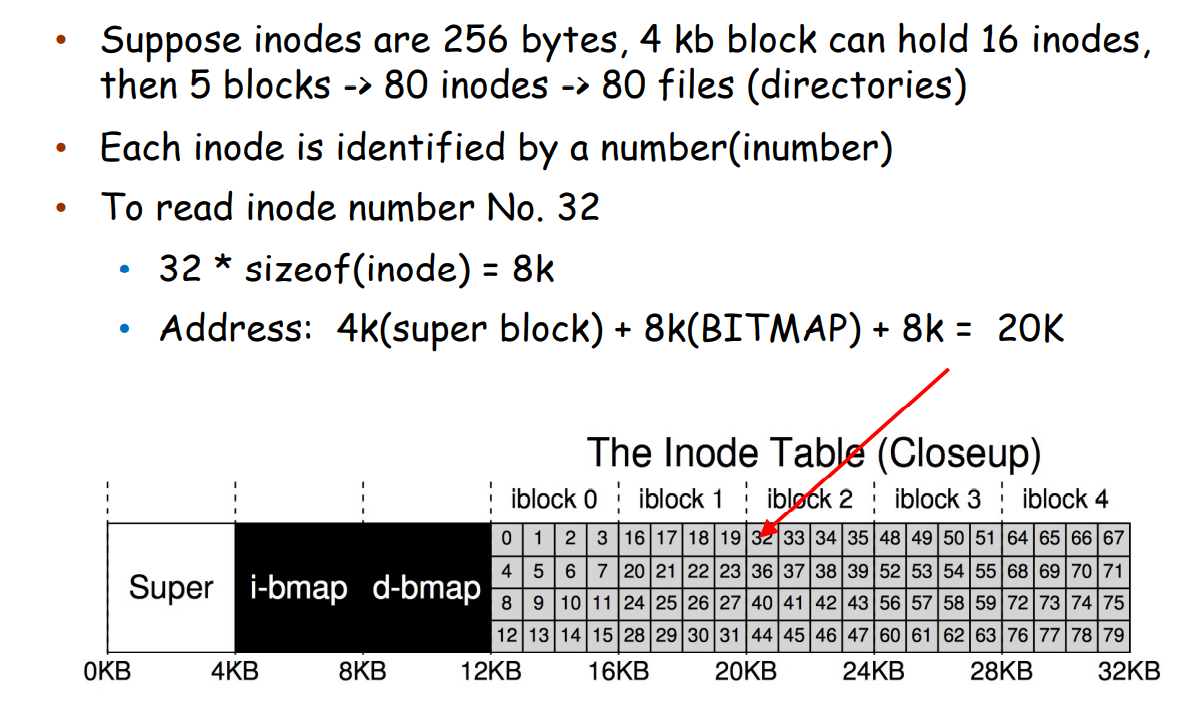 • Suppose inodes are 256 bytes, 4 kb block can hold 16 inodes,
then 5 blocks -> 80 inodes -> 80 files (directories)
• Each inode is identified by a number(inumber)
• To read inode number No. 32
• 32 * sizeof(inode) = 8k
• Address: 4k(super block) + 8k(BITMAP) + 8k = 20K
The Inode Table (Closeup)
iblock 0 iblock 1 iblock 2 iblock 3 iblock 4
0 1 2 3 16 17 18 19 32 33 34 35 48 49 50 51 64 65 66 67
4 5 6 7 20 21 22 23 36 37 38 39 52 53 54 55 68 69 70 71
Super i-bmap d-bmap
8 9 10 11 24 25 26 27 40 41 42 43 56 57 58 59 72 73 74 75
12 13 14 15 28 29 30 31 44 45 46 47 60 61 62 63 76 77 78 79
0KB 4KB 8KB 12KB 16KB 20KB 24KB 28KB 32KB